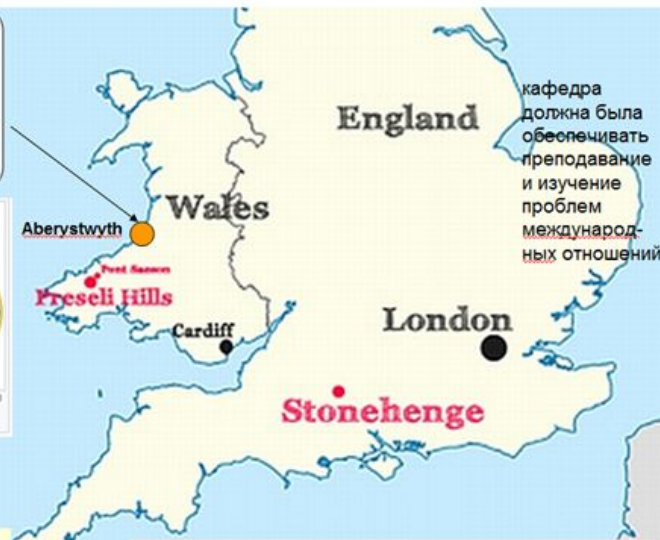 кафедра
должна была
обеспечивать
преподавание
и изучение
проблем
международ-
ных отношений
England
Wales
Aberystwyth
Preseli Hills
Cardiff
London
Stonehenge